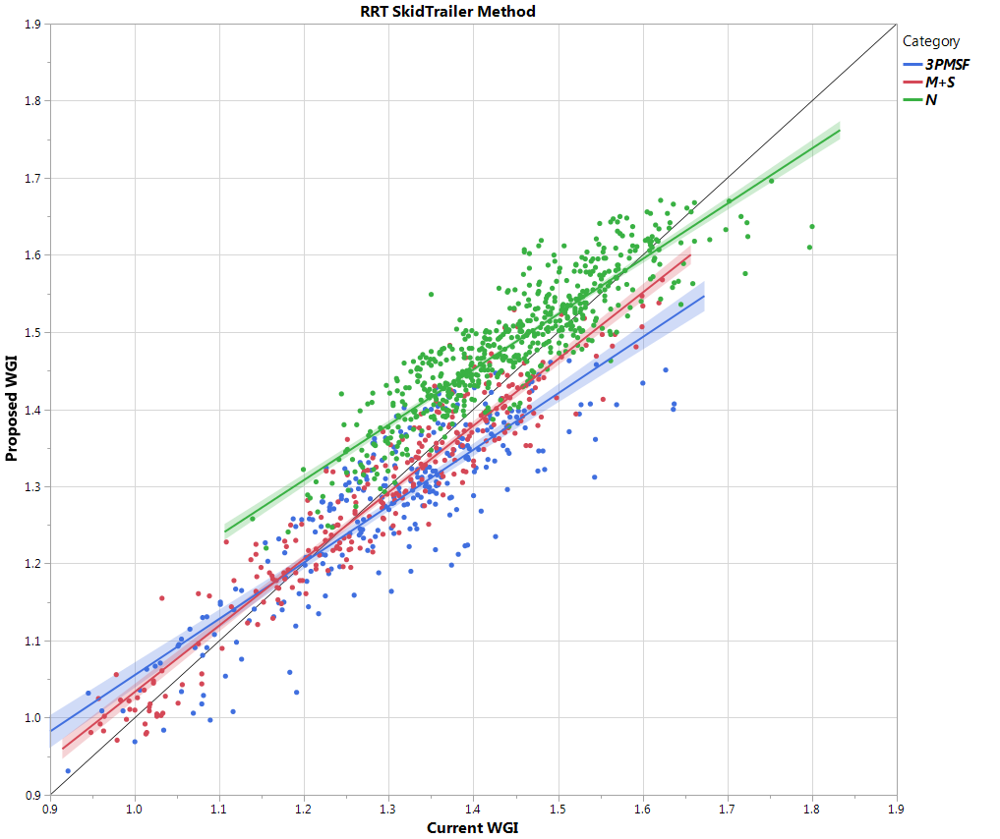 RRT SkidTrailer Method
1.9
1.8
1.7
1.6
1.5
1.4
1.3
1.2
1.1
1.0
0.9
Proposed WGI
0.9 1.0 1.1 1.2 1.3 1.4 1.5 1.6 1.7 1.8 1.9
Current WGI
Category
3PMSF
M+S
N